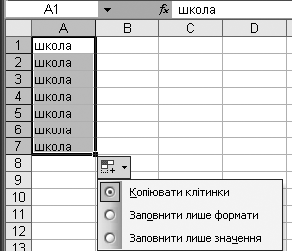 A1 fx школа
A B C D
1 школа
2 школа
3 школа
4 школа
5 школа
6 школа
7 школа
8
9
10 Копіювати клітинки
11 Заповнити лише формати
12 Заповнити лише значення
13